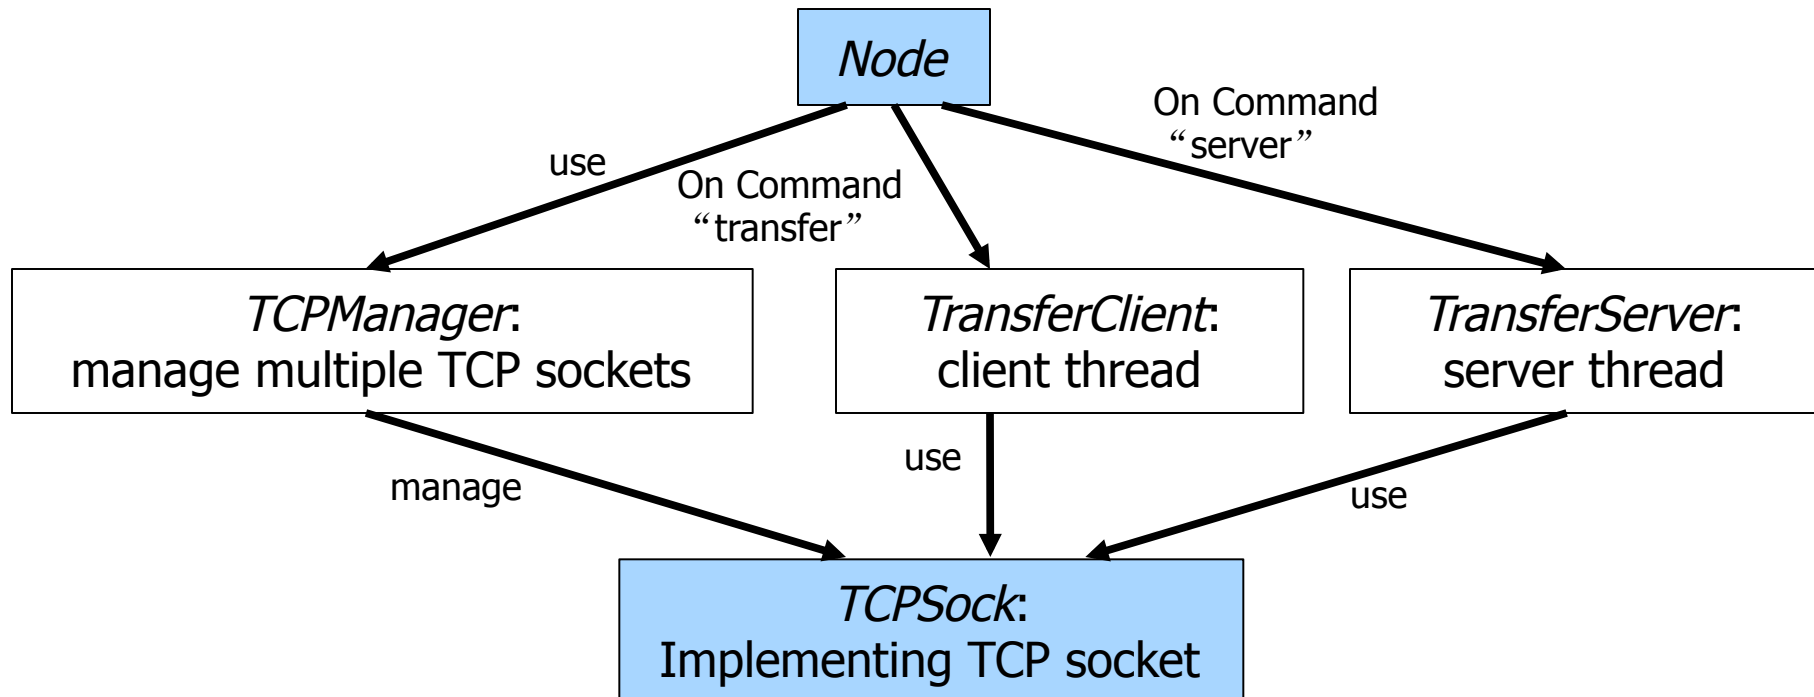 Node
On Command
“server”
use
On Command
“transfer”
TCPManager:
manage multiple TCP sockets
TransferClient:
client thread
TransferServer:
server thread
use
manage
use
TCPSock:
Implementing TCP socket